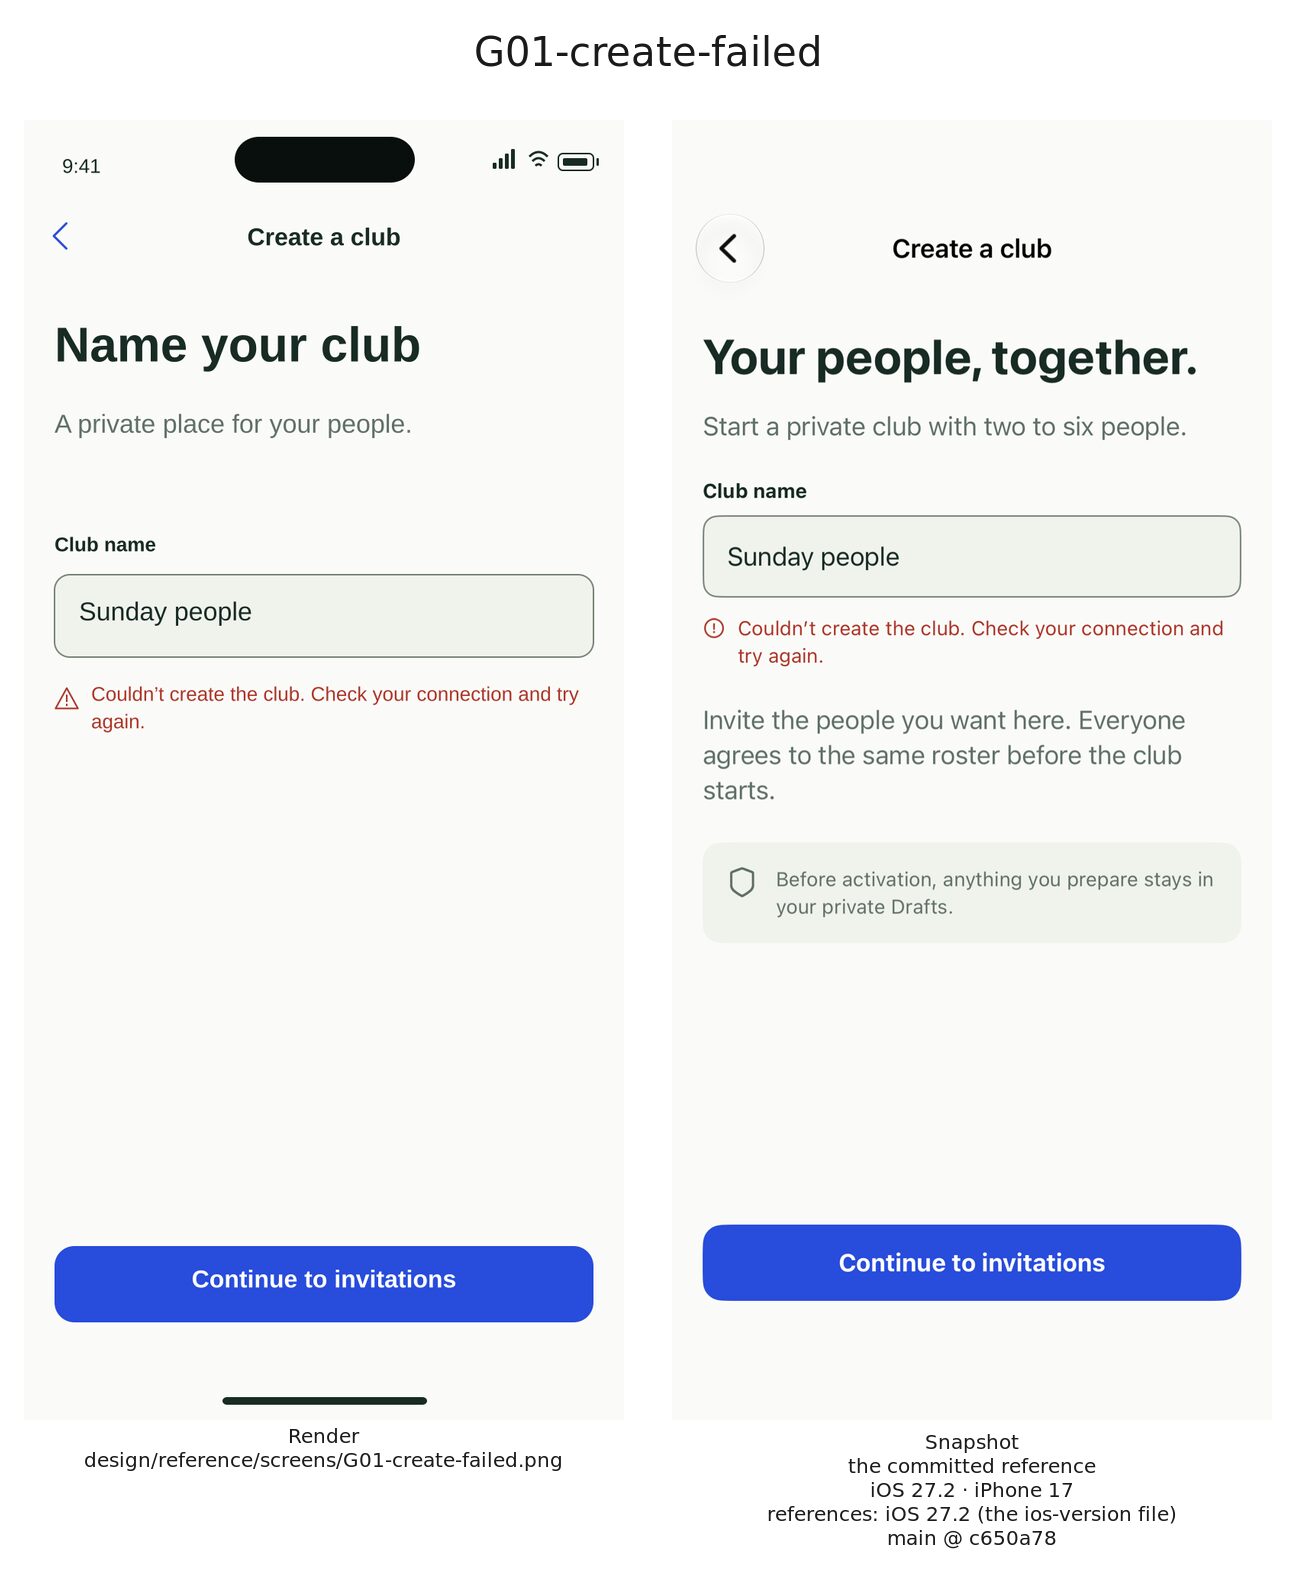 G01-create-failed
9:41
Create a club
Name your club
A private place for your people.
Club name
Sunday people
Couldn’t create the club. Check your connection and try
again.
Continue to invitations
Render
design/reference/screens/G01-create-failed.png
Create a club
Your people, together.
Start a private club with two to six people.
Club name
Sunday people
Couldn’t create the club. Check your connection and
try again.
Invite the people you want here. Everyone
agrees to the same roster before the club
starts.
Before activation, anything you prepare stays in
your private Drafts.
Continue to invitations
Snapshot
the committed reference
iOS 27.2 · iPhone 17
references: iOS 27.2 (the ios-version file)
main @ c650a78